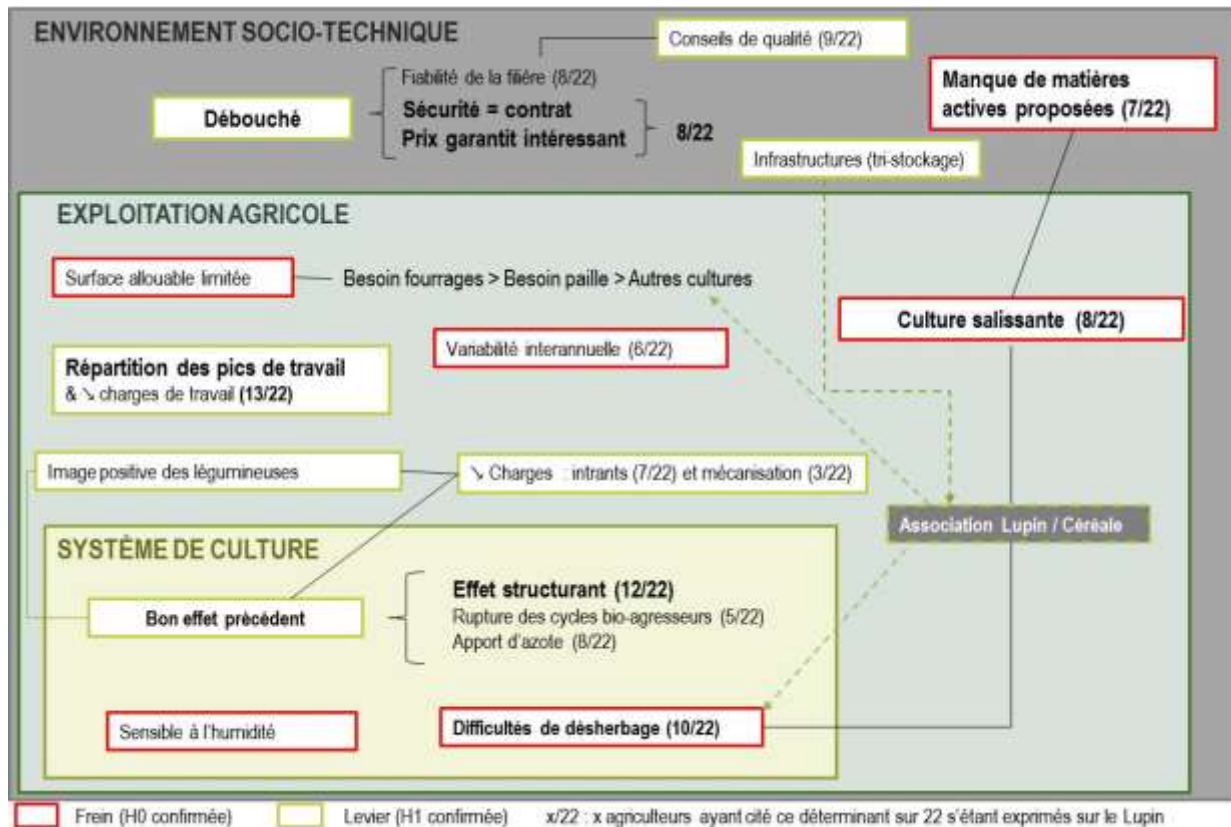 ENVIRONNEMENT SOCIO-TECHNIQUE
Conseils de qualité (9/22)
Fiabilité de la filière (8/22)
Débouché
Sécurité = contrat
Prix garantit intéressant
8/22
Manque de matières
actives proposées (7/22)
Infrastructures (tri-stockage)
EXPLOITATION AGRICOLE
Surface allouable limitée
Besoin fourrages > Besoin paille > Autres cultures
Culture salissante (8/22)
Variabilité interannuelle (6/22)
Répartition des pics de travail
& ↘ charges de travail (13/22)
Image positive des légumineuses
↘ Charges : intrants (7/22) et mécanisation (3/22)
Association Lupin / Céréale
SYSTÈME DE CULTURE
Bon effet précédent
Effet structurant (12/22)
Rupture des cycles bio-agresseurs (5/22)
Apport d'azote (8/22)
Sensible à l'humidité
Difficultés de désherbage (10/22)
Frein (H0 confirmée)
Levier (H1 confirmée)
x/22 : x agriculteurs ayant cité ce déterminant sur 22 s'étant exprimés sur le Lupin